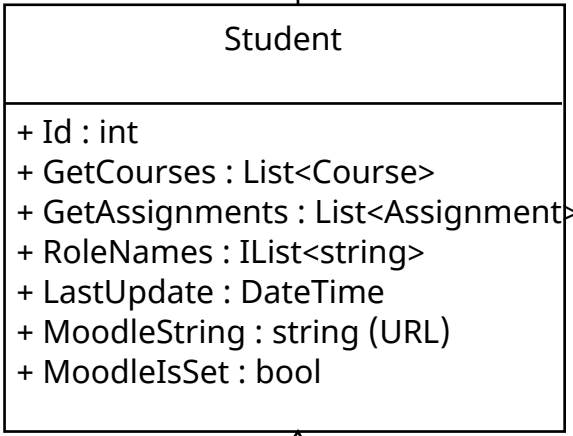 Student
+ Id : int
+ GetCourses : List<Course>
+ GetAssignments : List<Assignment>
+ RoleNames : IList<string>
+ LastUpdate : DateTime
+ MoodleString : string (URL)
+ MoodleIsSet : bool